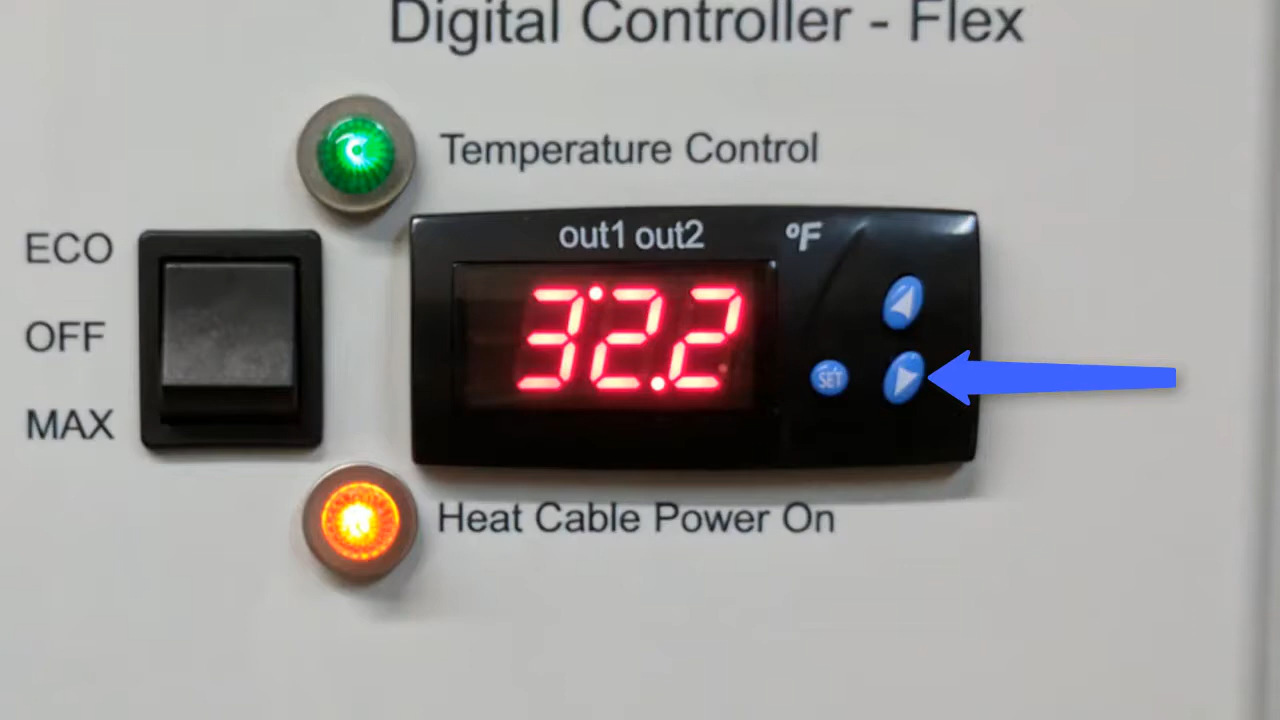 Digital Controller - Flex
Temperature Control
ECO
OFF
MAX
out1 out2 °F
32.2
SET
Heat Cable Power On